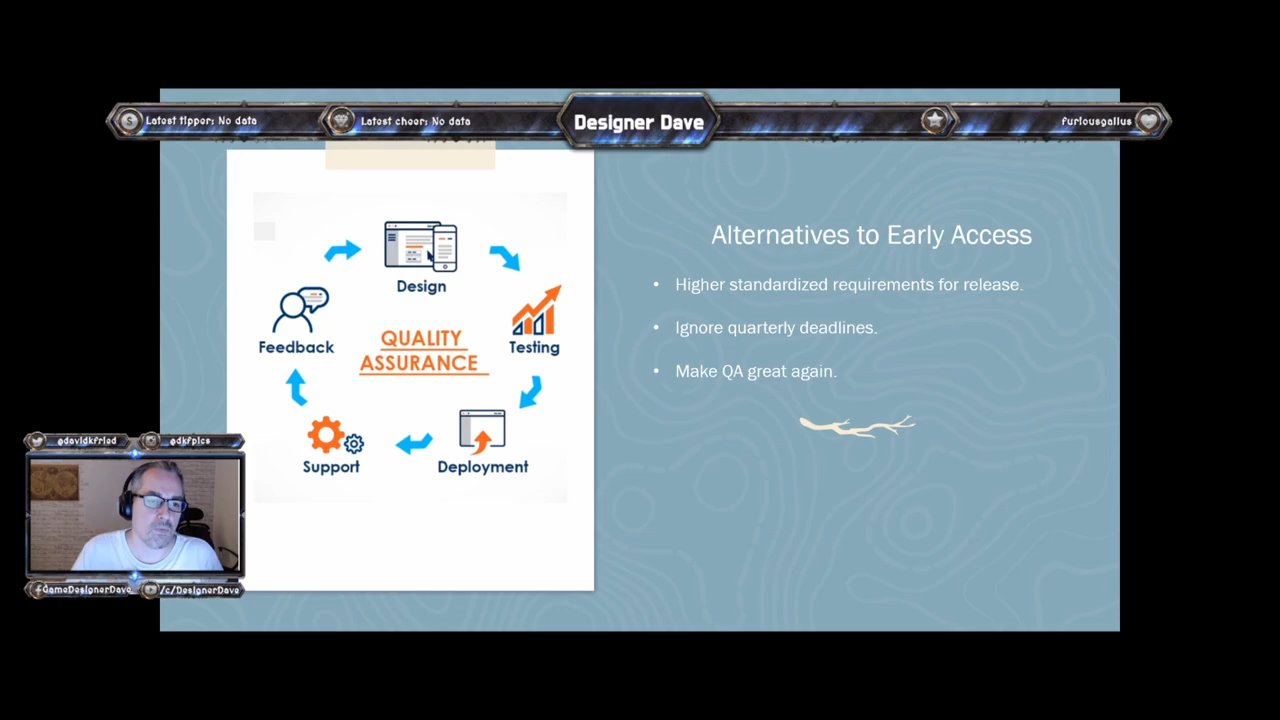 Latest tipper: No data
Latest cheer: No data
Designer Dave
furiousgallus
Design
Feedback
QUALITY
ASSURANCE
Testing
Support
Deployment
Alternatives to Early Access
• Higher standardized requirements for release.
• Ignore quarterly deadlines.
• Make QA great again.
@davidkfried
@dkfpics
GameDesignerDave
/c/DesignerDave